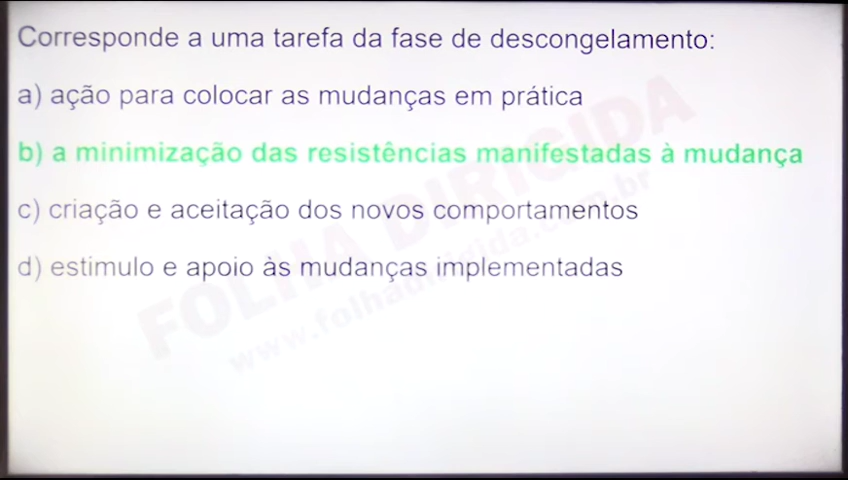 Corresponde a uma tarefa da fase de descongelamento:
a) ação para colocar as mudanças em prática
b) a minimização das resistências manifestadas à mudança
c) criação e aceitação dos novos comportamentos
d) estimulo e apoio às mudanças implementadas
FOLHA DIRIGIDA
www.folhadirigida.com.br